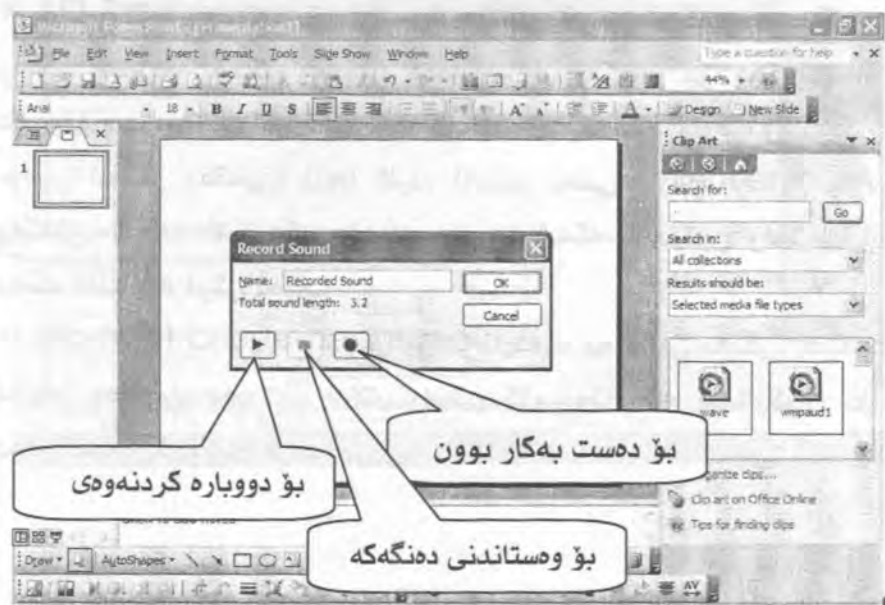 File Edit View Insert Format Tools Slide Show Window Help
Type a question for help
44%
Arial 18 B I U S Design New Slide
1
Clip Art
Search for:
Go
Search in:
All collections
Results should be:
Selected media file types
Record Sound
Name: Recorded Sound
OK
Total sound length: 3.2
Cancel
wave wmpaud1
بۆ دەست بەکار بوون
بۆ دووبارە کردنەوەی
بۆ وەستاندنی دەنگەکە
clips...
Clip art on Office Online
Tips for finding clips
Draw AutoShapes